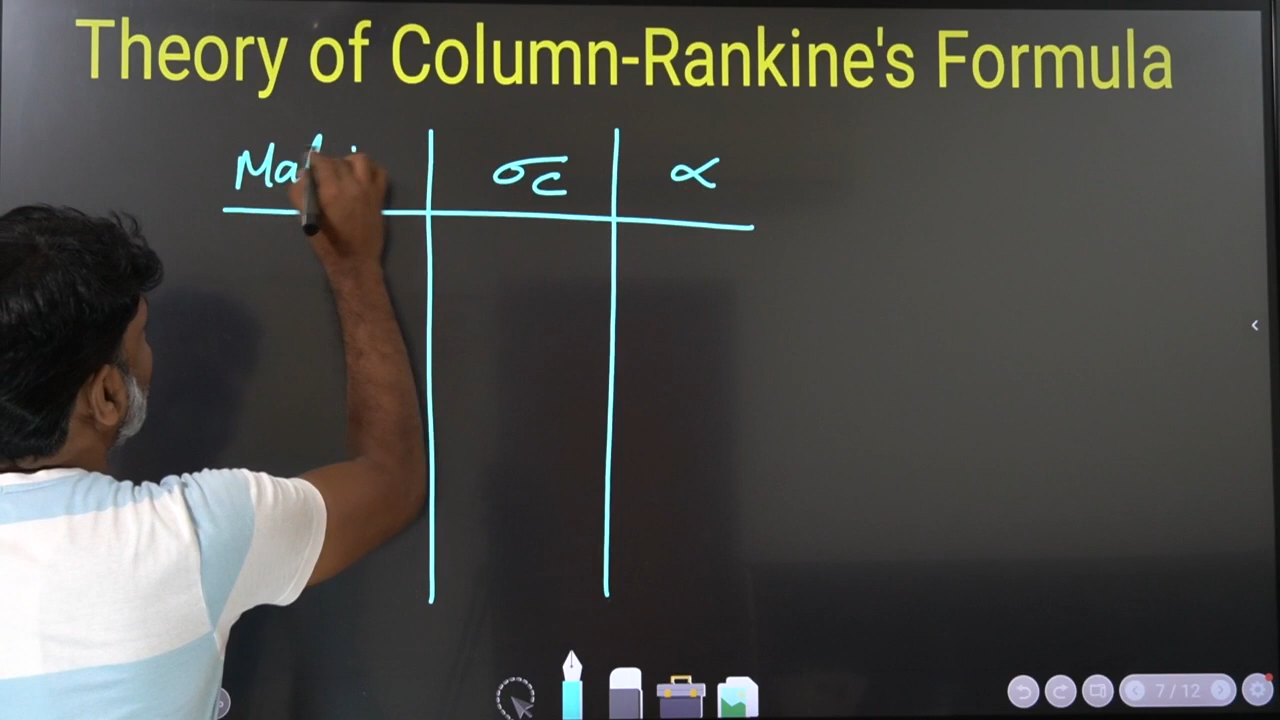 Theory of Column-Rankine's Formula
σc α
7/12